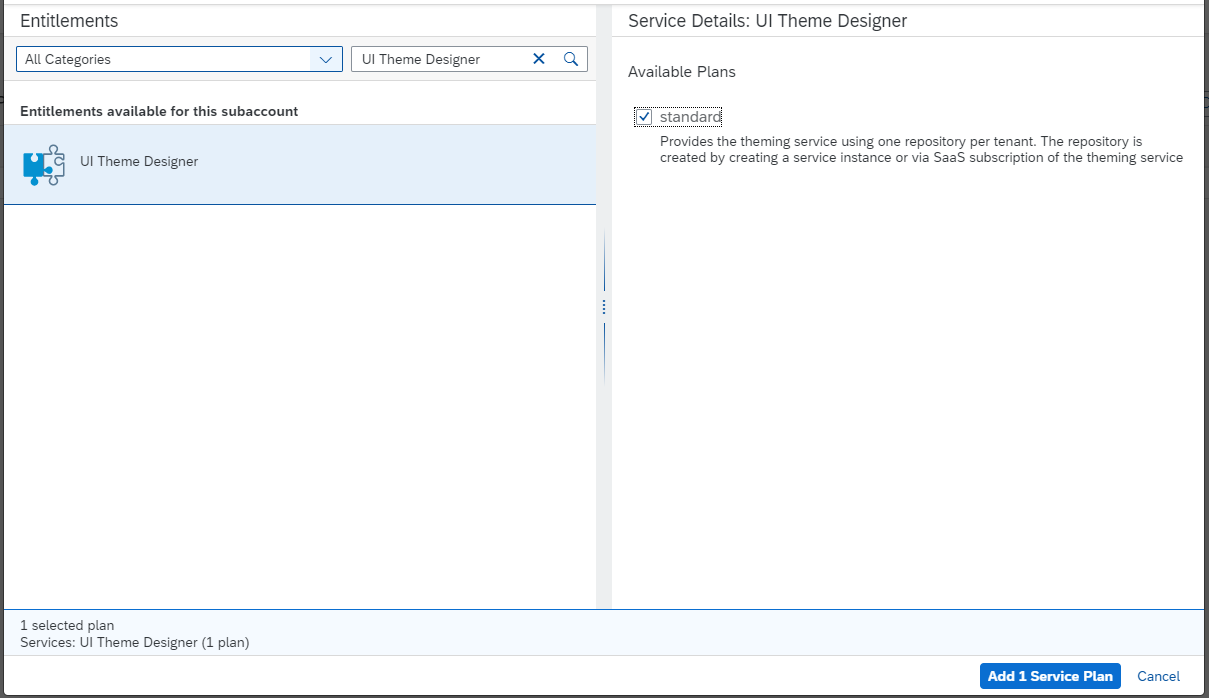 Entitlements
All Categories
UI Theme Designer
Entitlements available for this subaccount
UI Theme Designer
Service Details: UI Theme Designer
Available Plans
standard
Provides the theming service using one repository per tenant. The repository is
created by creating a service instance or via SaaS subscription of the theming service
1 selected plan
Services: UI Theme Designer (1 plan)
Add 1 Service Plan
Cancel